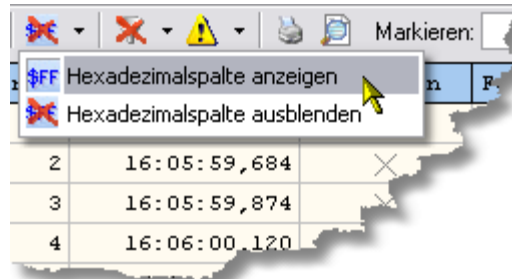 Markieren:
$FF Hexadezimalspalte anzeigen
Hexadezimalspalte ausblenden
2 16:05:59,684
3 16:05:59,874
4 16:06:00.120